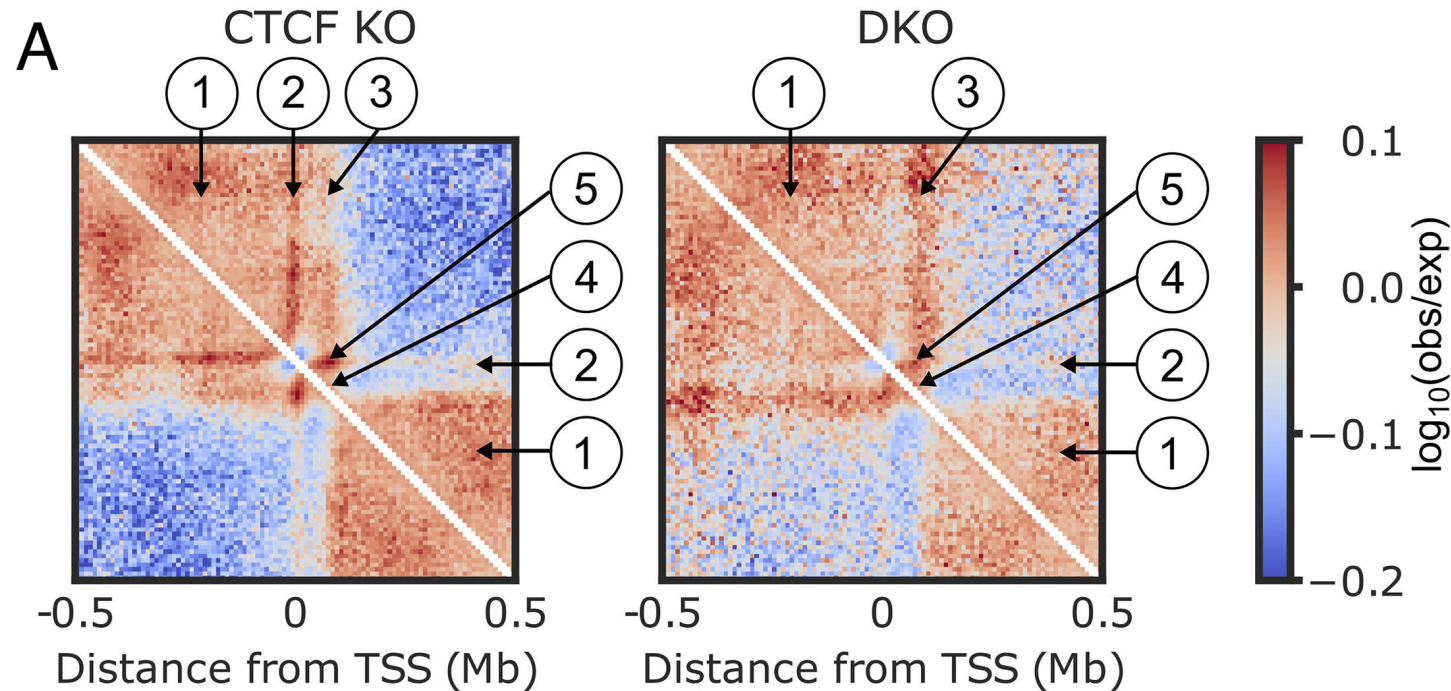 A
CTCF KO
DKO
1 2 3
1 3
5
4
2
1
5
4
2
1
0.1
0.0
−0.1
−0.2
log10(obs/exp)
-0.5 0 0.5
-0.5 0 0.5
Distance from TSS (Mb)
Distance from TSS (Mb)